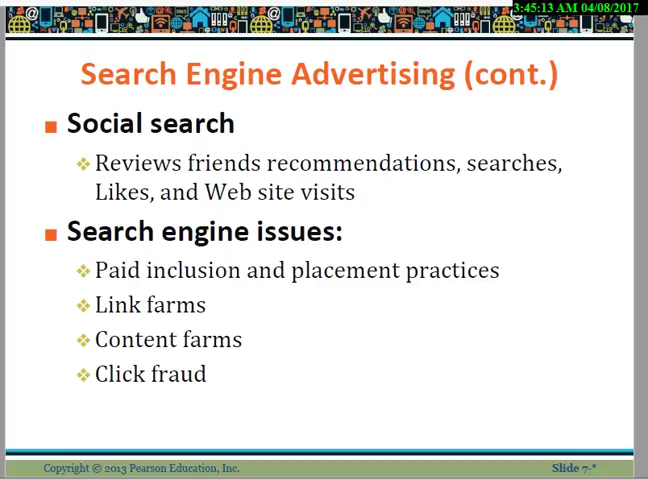 3:45:13 AM 04/08/2017
Search Engine Advertising (cont.)
Social search
Reviews friends recommendations, searches,
Likes, and Web site visits
Search engine issues:
Paid inclusion and placement practices
Link farms
Content farms
Click fraud
Copyright © 2013 Pearson Education, Inc.
Slide 7-*